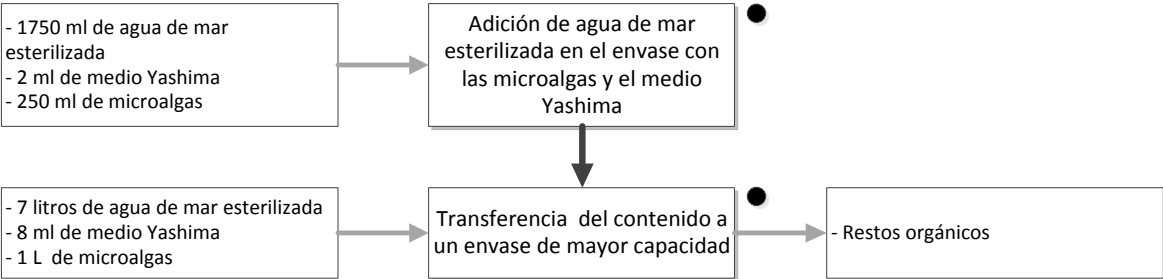 - 1750 ml de agua de mar
esterilizada
- 2 ml de medio Yashima
- 250 ml de microalgas
Adición de agua de mar
esterilizada en el envase con
las microalgas y el medio
Yashima
- 7 litros de agua de mar esterilizada
- 8 ml de medio Yashima
- 1 L  de microalgas
Transferencia  del contenido a
un envase de mayor capacidad
- Restos orgánicos